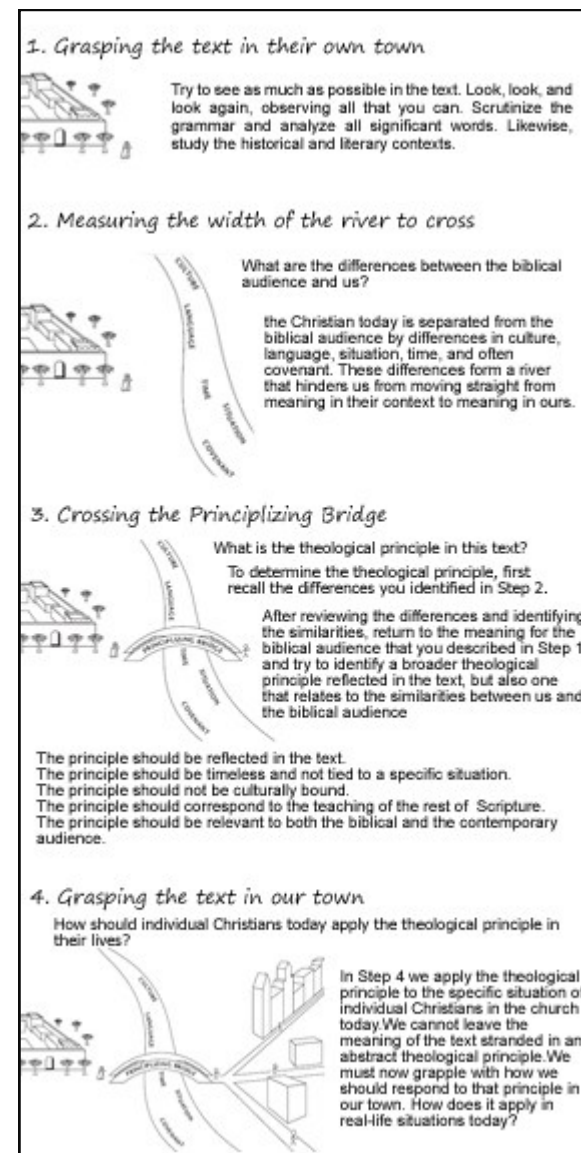 1. Grasping the text in their own town
Try to see as much as possible in the text. Look, look, and
look again, observing all that you can. Scrutinize the
grammar and analyze all significant words. Likewise,
study the historical and literary contexts.
2. Measuring the width of the river to cross
CULTURE
LANGUAGE
TIME
SITUATION
COVENANT
What are the differences between the biblical
audience and us?
the Christian today is separated from the
biblical audience by differences in culture,
language, situation, time, and often
covenant. These differences form a river
that hinders us from moving straight from
meaning in their context to meaning in ours.
3. Crossing the Principlizing Bridge
CULTURE
LANGUAGE
PRINCIPLIZING BRIDGE
TIME
SITUATION
COVENANT
What is the theological principle in this text?
To determine the theological principle, first
recall the differences you identified in Step 2.
After reviewing the differences and identifying
the similarities, return to the meaning for the
biblical audience that you described in Step 1
and try to identify a broader theological
principle reflected in the text, but also one
that relates to the similarities between us and
the biblical audience
The principle should be reflected in the text.
The principle should be timeless and not tied to a specific situation.
The principle should not be culturally bound.
The principle should correspond to the teaching of the rest of Scripture.
The principle should be relevant to both the biblical and the contemporary
audience.
4. Grasping the text in our town
How should individual Christians today apply the theological principle in
their lives?
CULTURE
LANGUAGE
PRINCIPLIZING BRIDGE
TIME
SITUATION
COVENANT
In Step 4 we apply the theological
principle to the specific situation of
individual Christians in the church
today.We cannot leave the
meaning of the text stranded in an
abstract theological principle.We
must now grapple with how we
should respond to that principle in
our town. How does it apply in
real-life situations today?